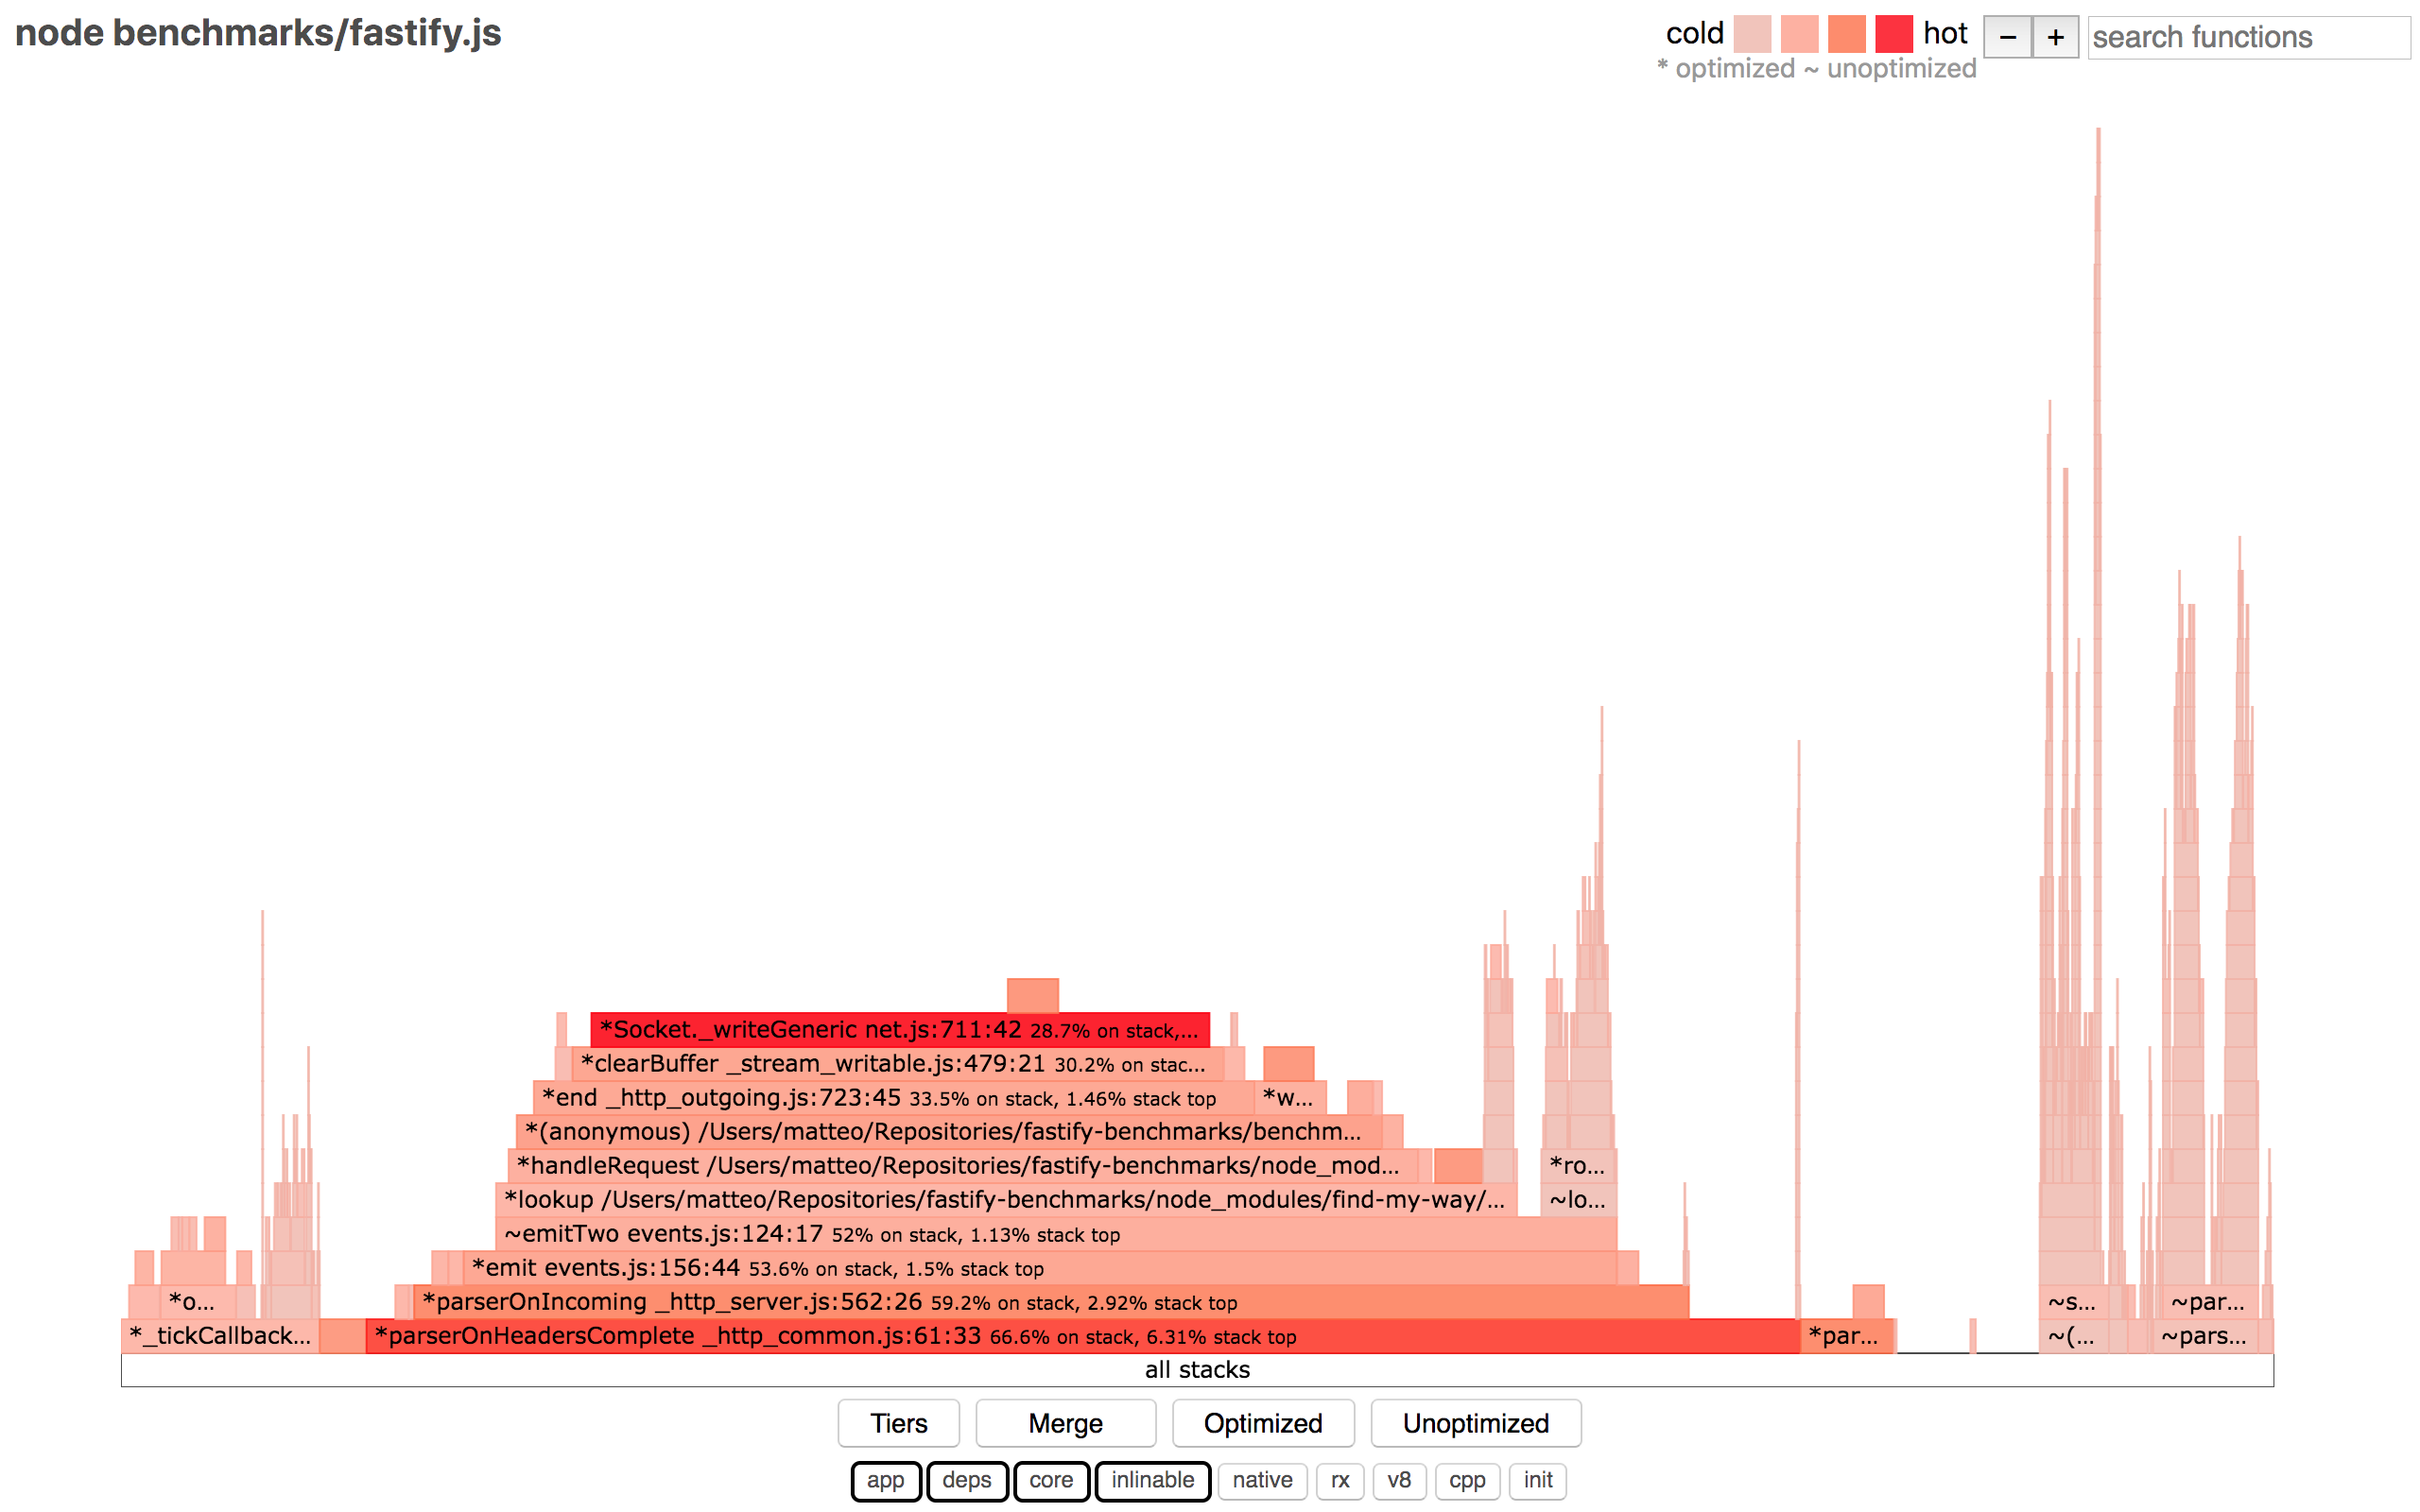 node benchmarks/fastify.js
cold hot − + search functions
* optimized ~ unoptimized
*Socket._writeGeneric net.js:711:42 28.7% on stack,...
*clearBuffer _stream_writable.js:479:21 30.2% on stac...
*end _http_outgoing.js:723:45 33.5% on stack, 1.46% stack top *w...
*(anonymous) /Users/matteo/Repositories/fastify-benchmarks/benchm...
*handleRequest /Users/matteo/Repositories/fastify-benchmarks/node_mod... *ro...
*lookup /Users/matteo/Repositories/fastify-benchmarks/node_modules/find-my-way/... ~lo...
~emitTwo events.js:124:17 52% on stack, 1.13% stack top
*emit events.js:156:44 53.6% on stack, 1.5% stack top
*o... *parserOnIncoming _http_server.js:562:26 59.2% on stack, 2.92% stack top ~s... ~par...
*_tickCallback... *parserOnHeadersComplete _http_common.js:61:33 66.6% on stack, 6.31% stack top *par... ~(... ~pars...
all stacks
Tiers Merge Optimized Unoptimized
app deps core inlinable native rx v8 cpp init